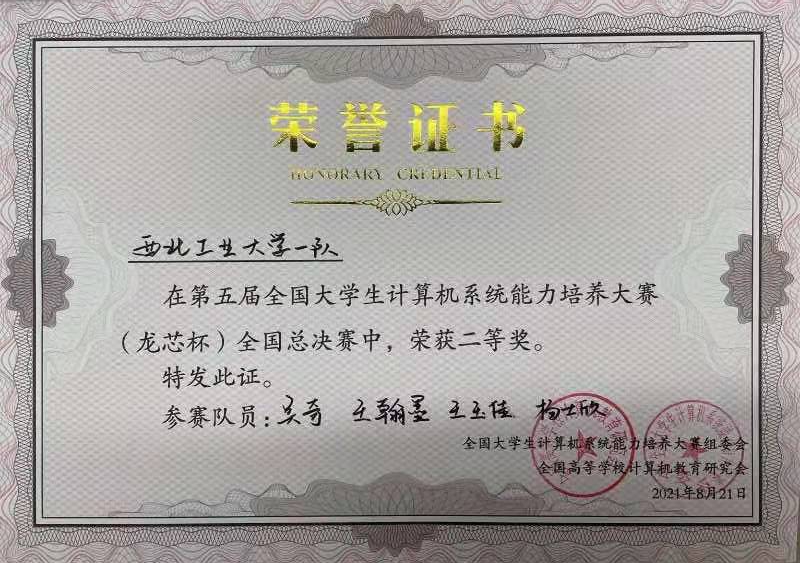 荣誉证书
HONORARY CREDENTIAL
西北工业大学一队
在第五届全国大学生计算机系统能力培养大赛
（龙芯杯）全国总决赛中，荣获二等奖。
特发此证。
参赛队员：吴奇 王翰墨 王玉佳 杨世欣
全国大学生计算机系统能力培养大赛组委会
全国高等学校计算机教育研究会
2021年8月21日